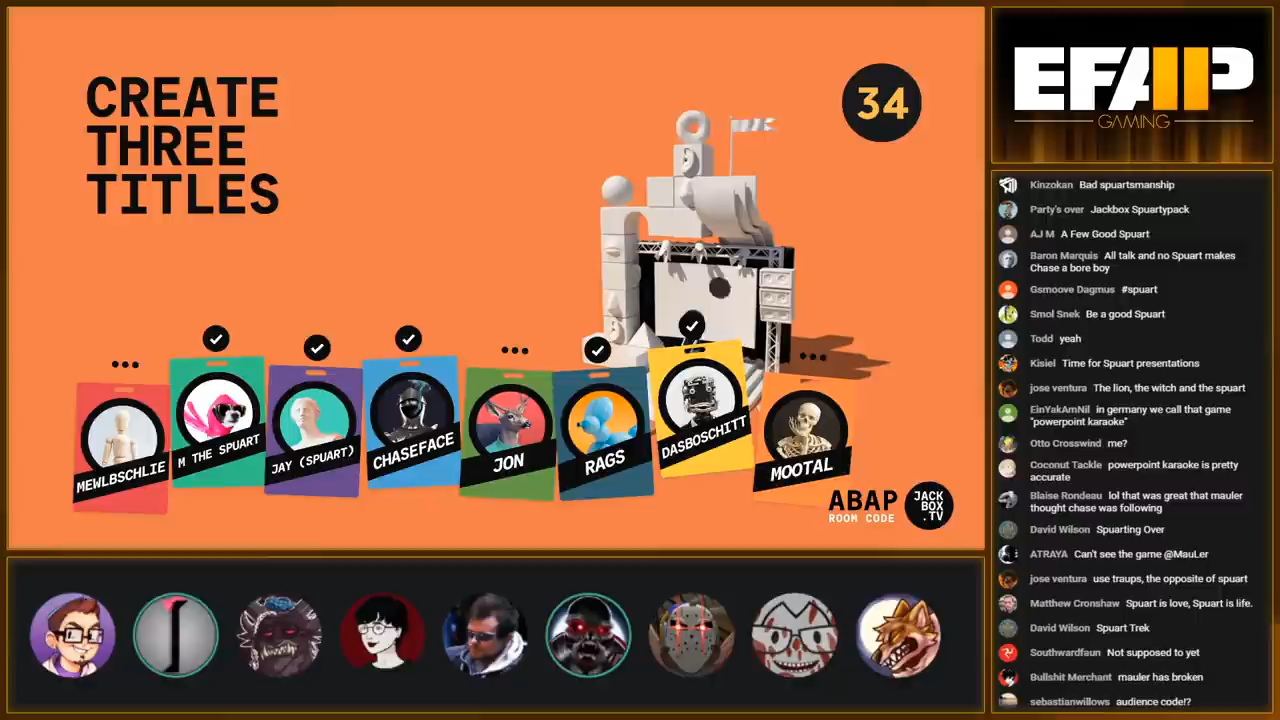 CREATE
THREE
TITLES
34
MEWLBSCHLIE
M THE SPUART
JAY (SPUART)
CHASEFACE
JON
RAGS
DASBOSCHITT
MOOTAL
ABAP
ROOM CODE
JACK
BOX
.TV
EFAP
GAMING
Kinzokan Bad spuartsmanship
Party's over Jackbox Spuartypack
AJ M A Few Good Spuart
Baron Marquis All talk and no Spuart makes
Chase a bore boy
Gsmoove Dagmus #spuart
Smol Snek Be a good Spuart
Todd yeah
Kisiel Time for Spuart presentations
jose ventura The lion, the witch and the spuart
EinYakAmNil in germany we call that game
"powerpoint karaoke"
Otto Crosswind me?
Coconut Tackle powerpoint karaoke is pretty
accurate
Blaise Rondeau lol that was great that mauler
thought chase was following
David Wilson Spuarting Over
ATRAYA Can't see the game @MauLer
jose ventura use traups, the opposite of spuart
Matthew Cronshaw Spuart is love, Spuart is life.
David Wilson Spuart Trek
Southwardfaun Not supposed to yet
Bullshit Merchant mauler has broken
sebastianwillows audience code!?